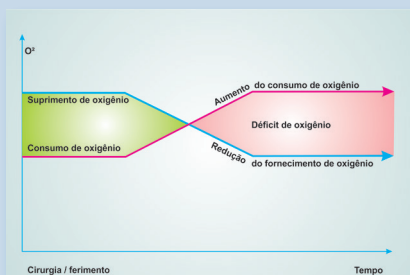 O²
Suprimento de oxigênio
Aumento do consumo de oxigênio
Déficit de oxigênio
Consumo de oxigênio
Redução do fornecimento de oxigênio
Cirurgia / ferimento
Tempo